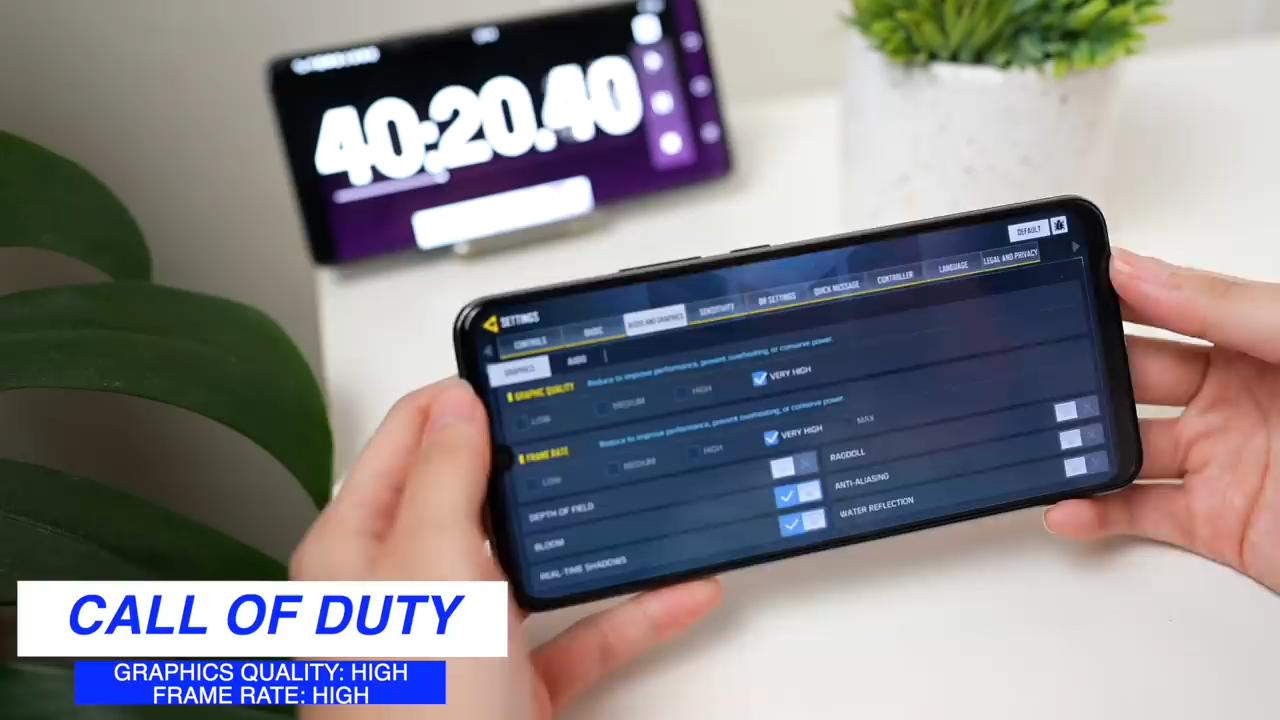 40:20.40
DEFAULT
SETTINGS
CONTROLS BASIC AUDIO AND GRAPHICS SENSITIVITY BR SETTINGS QUICK MESSAGE CONTROLLER LANGUAGE LEGAL AND PRIVACY
GRAPHICS AUDIO
GRAPHIC QUALITY Reduce to improve performance, prevent overheating, or conserve power.
LOW MEDIUM HIGH VERY HIGH
FRAME RATE Reduce to improve performance, prevent overheating, or conserve power.
LOW MEDIUM HIGH VERY HIGH MAX
DEPTH OF FIELD RAGDOLL
BLOOM ANTI-ALIASING
REAL-TIME SHADOWS WATER REFLECTION
CALL OF DUTY
GRAPHICS QUALITY: HIGH
FRAME RATE: HIGH